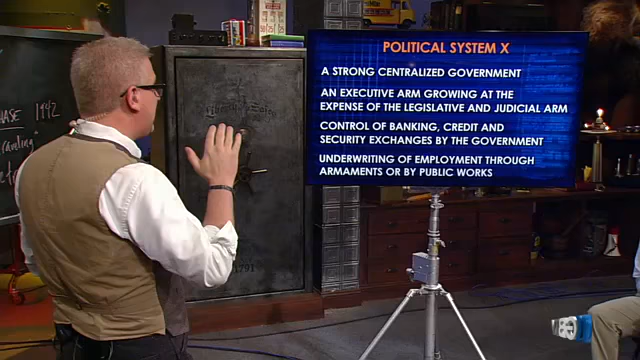 POLITICAL SYSTEM X
A STRONG CENTRALIZED GOVERNMENT
AN EXECUTIVE ARM GROWING AT THE
EXPENSE OF THE LEGISLATIVE AND JUDICIAL ARM
CONTROL OF BANKING, CREDIT AND
SECURITY EXCHANGES BY THE GOVERNMENT
UNDERWRITING OF EMPLOYMENT THROUGH
ARMAMENTS OR BY PUBLIC WORKS
1942
1791